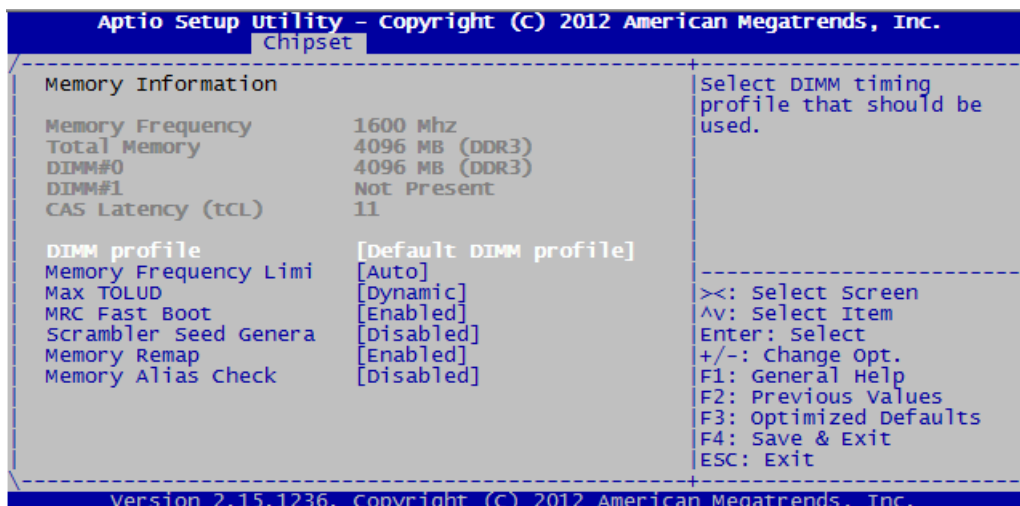 Aptio Setup Utility - Copyright (C) 2012 American Megatrends, Inc.
Chipset
Memory Information
Memory Frequency 1600 Mhz
Total Memory 4096 MB (DDR3)
DIMM#0 4096 MB (DDR3)
DIMM#1 Not Present
CAS Latency (tCL) 11
DIMM profile [Default DIMM profile]
Memory Frequency Limi [Auto]
Max TOLUD [Dynamic]
MRC Fast Boot [Enabled]
Scrambler Seed Genera [Disabled]
Memory Remap [Enabled]
Memory Alias Check [Disabled]
Select DIMM timing
profile that should be
used.
><: Select Screen
^v: Select Item
Enter: Select
+/-: Change Opt.
F1: General Help
F2: Previous Values
F3: Optimized Defaults
F4: Save & Exit
ESC: Exit
Version 2.15.1236. Copyright (C) 2012 American Megatrends, Inc.